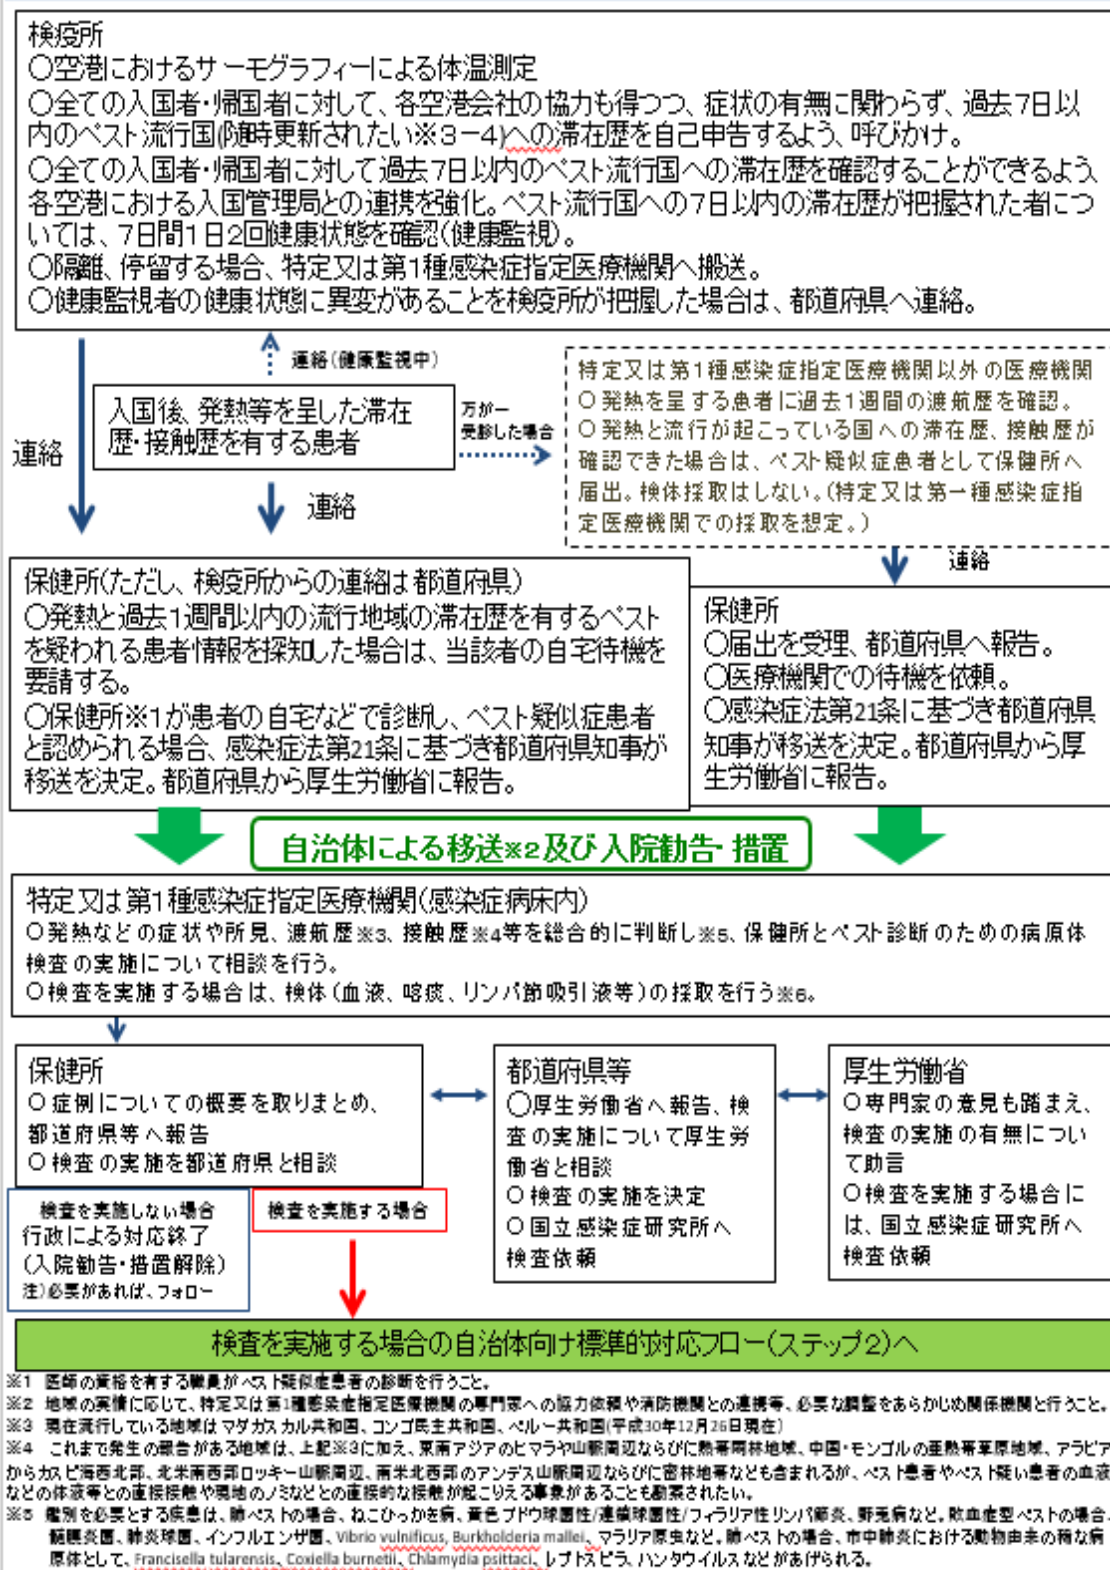 検疫所
○空港におけるサーモグラフィーによる体温測定
○全ての入国者・帰国者に対して、各空港会社の協力も得つつ、症状の有無に関わらず、過去7日以
内のペスト流行国(随時更新されたい※３－４)への滞在歴を自己申告するよう、呼びかけ。
○全ての入国者・帰国者に対して過去7日以内のペスト流行国への滞在歴を確認することができるよう
各空港における入国管理局との連携を強化。ペスト流行国への7日以内の滞在歴が把握された者につ
いては、7日間1日2回健康状態を確認(健康監視)。
○隔離、停留する場合、特定又は第1種感染症指定医療機関へ搬送。
○健康監視者の健康状態に異変があることを検疫所が把握した場合は、都道府県へ連絡。
連絡(健康監視中)
連絡
入国後、発熱等を呈した滞在
歴・接触歴を有する患者
万が一
受診した場合
連絡
特定又は第1種感染症指定医療機関以外の医療機関
○発熱を呈する患者に過去1週間の渡航歴を確認。
○発熱と流行が起こっている国への滞在歴、接触歴が
確認できた場合は、ペスト疑似症患者として保健所へ
届出。検体採取はしない。(特定又は第一種感染症指
定医療機関での採取を想定。)
連絡
保健所(ただし、検疫所からの連絡は都道府県)
○発熱と過去1週間以内の流行地域の滞在歴を有するペスト
を疑われる患者情報を探知した場合は、当該者の自宅待機を
要請する。
○保健所※1が患者の自宅などで診断し、ペスト疑似症患者
と認められる場合、感染症法第21条に基づき都道府県知事が
移送を決定。都道府県から厚生労働省に報告。
保健所
○届出を受理、都道府県へ報告。
○医療機関での待機を依頼。
○感染症法第21条に基づき都道府県
知事が移送を決定。都道府県から厚
生労働省に報告。
自治体による移送※2及び入院勧告・措置
特定又は第1種感染症指定医療機関(感染症病床内)
○発熱などの症状や所見、渡航歴※3、接触歴※4等を総合的に判断し※5、保健所とペスト診断のための病原体
検査の実施について相談を行う。
○検査を実施する場合は、検体(血液、喀痰、リンパ節吸引液等)の採取を行う※6。
保健所
○症例についての概要を取りまとめ、
都道府県等へ報告
○検査の実施を都道府県と相談
都道府県等
○厚生労働省へ報告、検
査の実施について厚生労
働省と相談
○検査の実施を決定
○国立感染症研究所へ
検査依頼
厚生労働省
○専門家の意見も踏まえ、
検査の実施の有無につい
て助言
○検査を実施する場合に
は、国立感染症研究所へ
検査依頼
検査を実施しない場合
行政による対応終了
(入院勧告・措置解除)
注)必要があれば、フォロー
検査を実施する場合
検査を実施する場合の自治体向け標準的対応フロー(ステップ2)へ
※1 医師の資格を有する職員がペスト疑似症患者の診断を行うこと。
※2 地域の実情に応じて、特定又は第1種感染症指定医療機関の専門家への協力依頼や消防機関との連携等、必要な調整をあらかじめ関係機関と行うこと。
※3 現在流行している地域はマダガスカル共和国、コンゴ民主共和国、ペルー共和国(平成30年12月26日現在)
※4 これまで発生の報告がある地域は、上記※3に加え、東南アジアのヒマラヤ山脈周辺ならびに熱帯雨林地域、中国・モンゴルの亜熱帯草原地域、アラビア
からカスピ海西北部、北米南西部ロッキー山脈周辺、南米北西部のアンデス山脈周辺ならびに密林地帯なども含まれるが、ペスト患者やペスト疑い患者の血液
などの体液等との直接接触や現地のノミなどとの直接的な接触が起こりえる事象があることも勘案されたい。
※5 鑑別を必要とする疾患は、腺ペストの場合、ねこひっかき病、黄色ブドウ球菌性/連鎖球菌性/フィラリア性リンパ節炎、野兎病など。敗血症型ペストの場合、
髄膜炎菌、肺炎球菌、インフルエンザ菌、Vibrio vulnificus, Burkholderia mallei、マラリア原虫など。肺ペストの場合、市中肺炎における動物由来の稀な病
原体として、Francisella tularensis、Coxiella burnetii、Chlamydia psittaci、レプトスピラ、ハンタウイルスなどがあげられる。